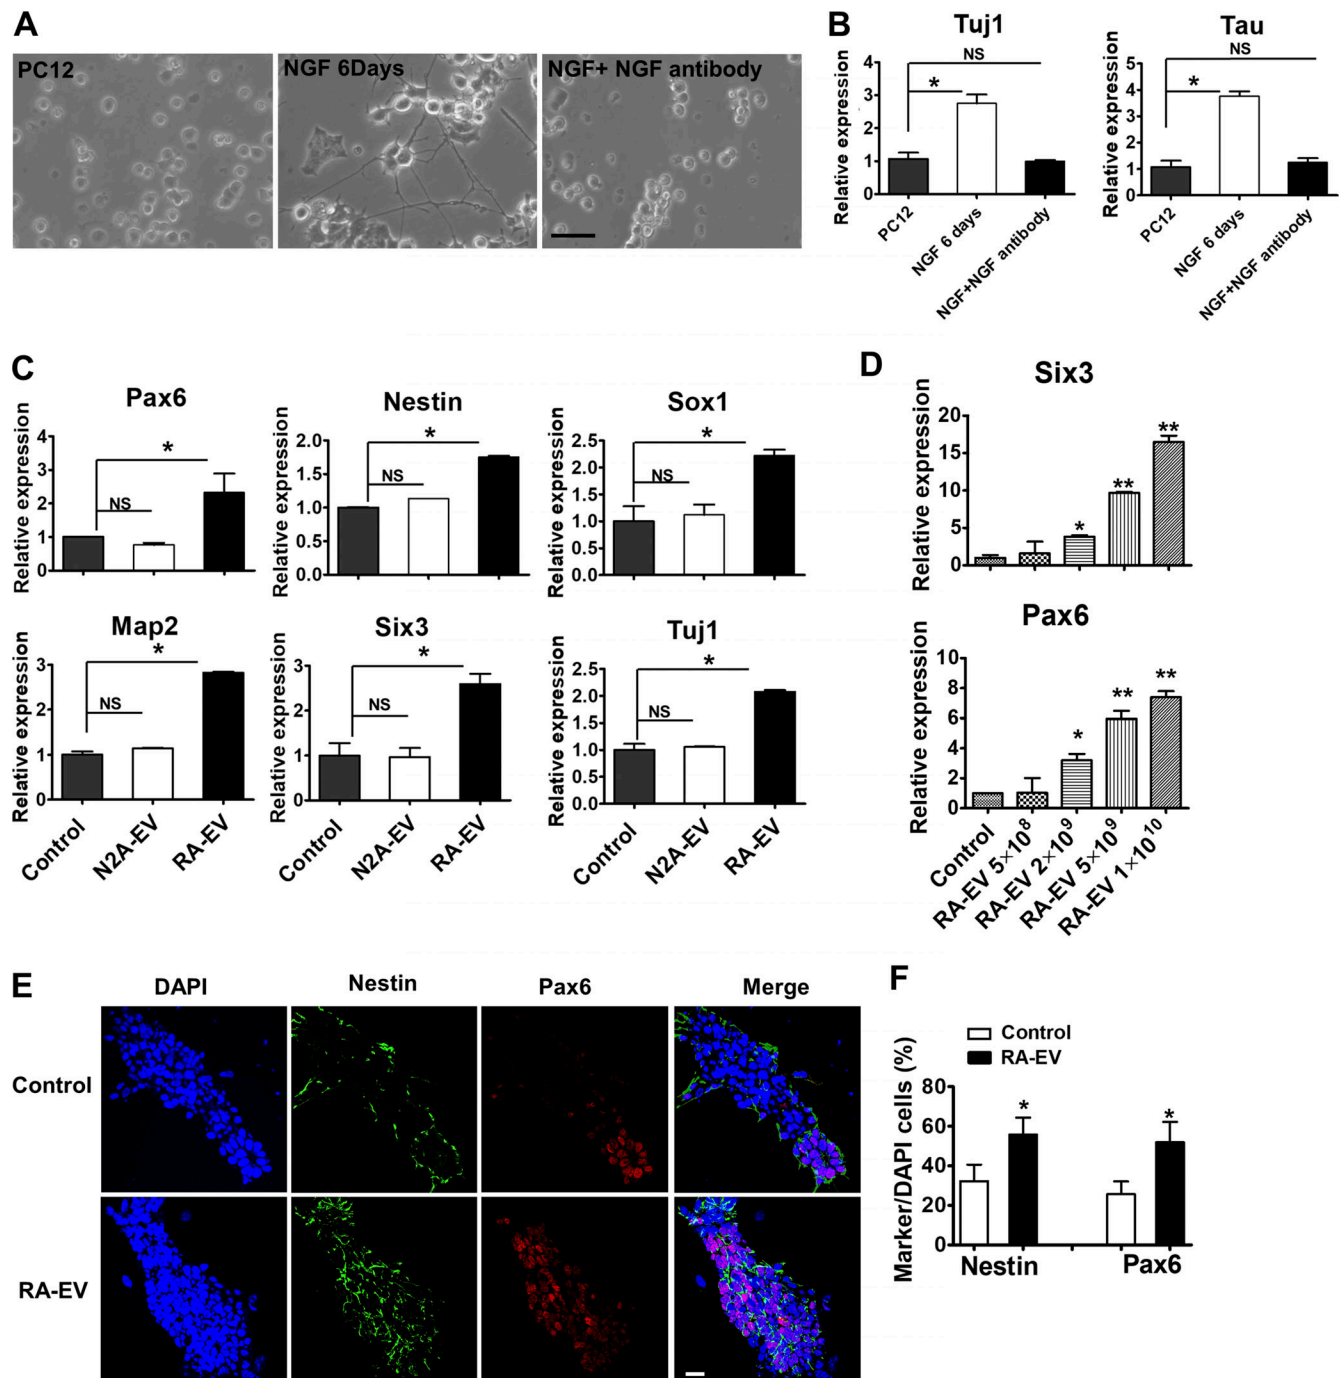 A
PC12
NGF 6Days
NGF+ NGF antibody
B
Tuj1
Relative expression
4
3
2
1
0
*
NS
PC12
NGF 6 days
NGF+NGF antibody
Tau
Relative expression
5
4
3
2
1
0
*
NS
PC12
NGF 6 days
NGF+NGF antibody
C
Pax6
Relative expression
4
3
2
1
0
*
NS
Nestin
Relative expression
2.0
1.5
1.0
0.5
0.0
*
NS
Sox1
Relative expression
2.5
2.0
1.5
1.0
0.5
0.0
*
NS
Map2
Relative expression
3
2
1
0
*
NS
Control
N2A-EV
RA-EV
Six3
Relative expression
3
2
1
0
*
NS
Control
N2A-EV
RA-EV
Tuj1
Relative expression
2.5
2.0
1.5
1.0
0.5
0.0
*
NS
Control
N2A-EV
RA-EV
D
Six3
Relative expression
20
15
10
5
0
*
**
**
Pax6
Relative expression
10
8
6
4
2
0
*
**
**
Control
RA-EV 5×10⁸
RA-EV 2×10⁹
RA-EV 5×10⁹
RA-EV 1×10¹⁰
E
DAPI
Nestin
Pax6
Merge
Control
RA-EV
F
Control
RA-EV
Marker/DAPI cells (%)
80
60
40
20
0
*
*
Nestin
Pax6